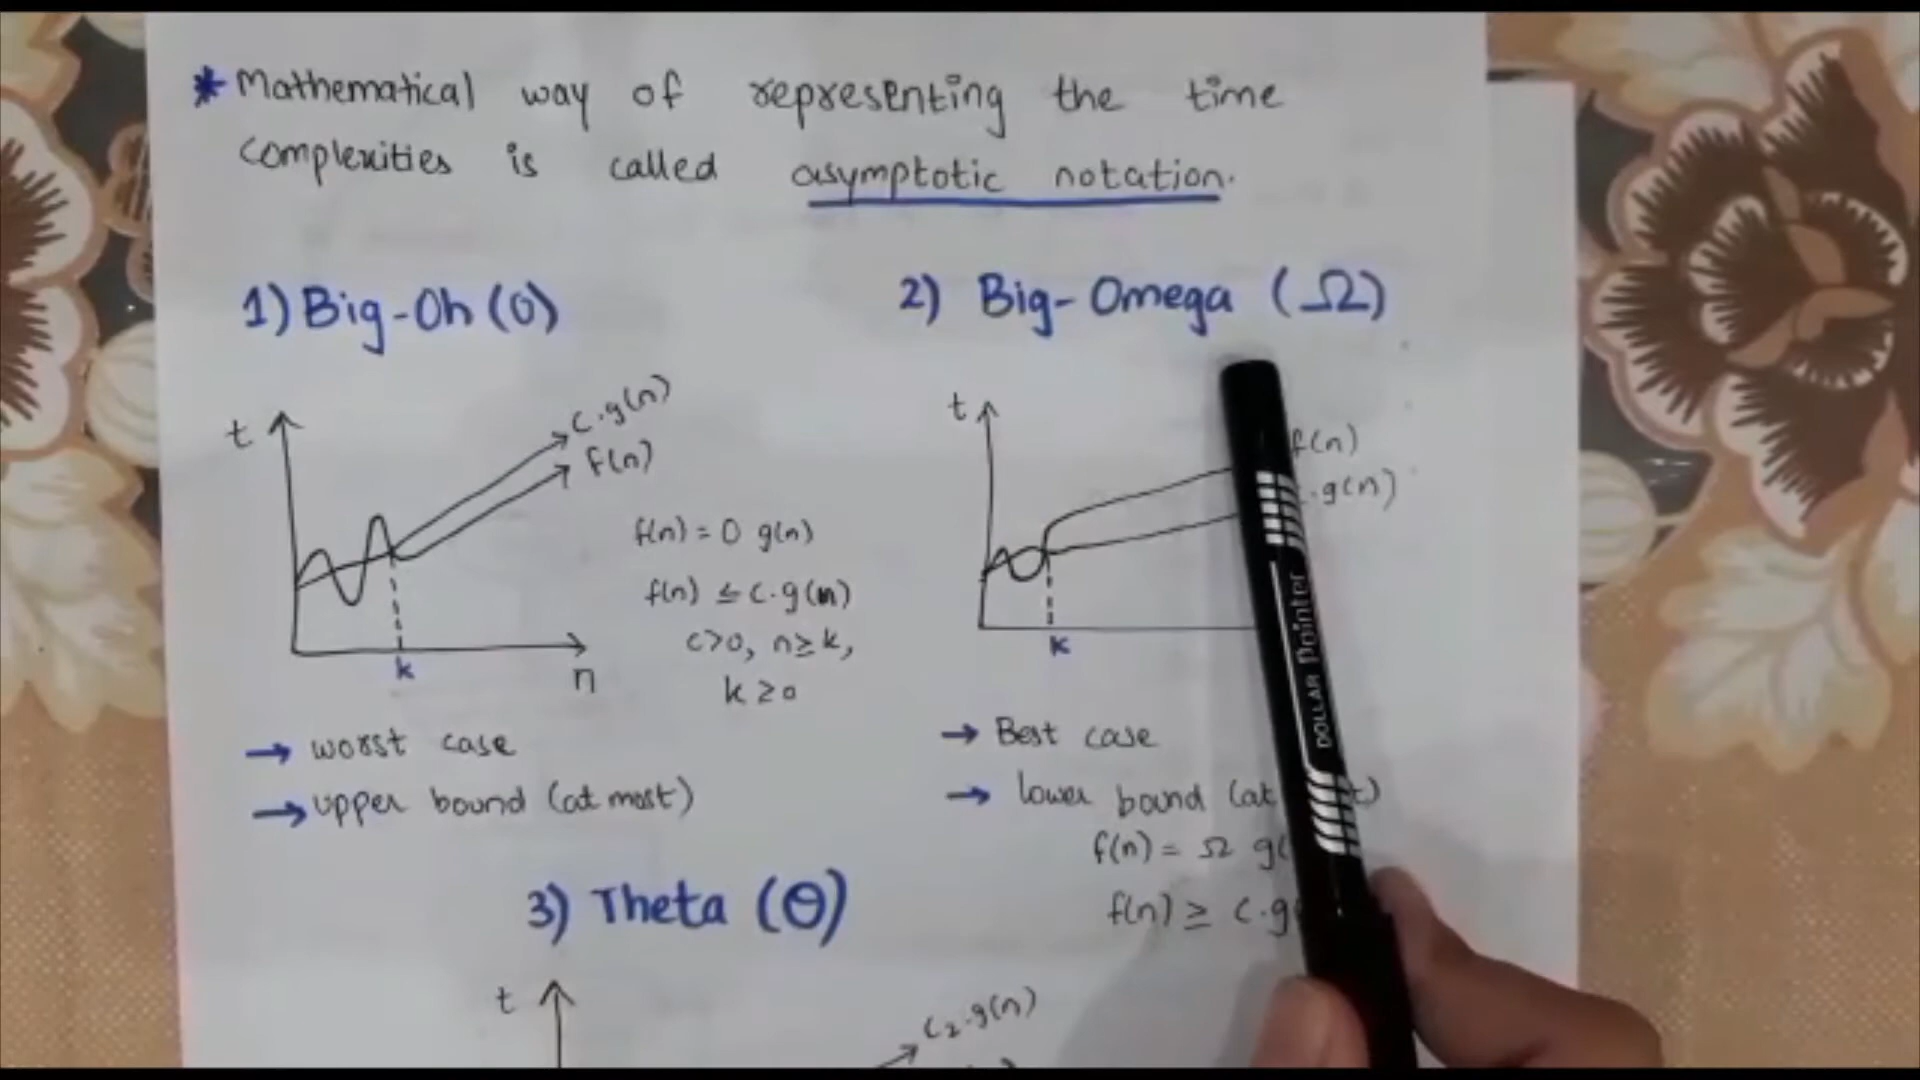 * Mathematical way of representing the time
complexities is called asymptotic notation.
1) Big-Oh (O)
t
c.g(n)
f(n)
k
n
f(n) = O g(n)
f(n) ≤ c.g(n)
c>0, n≥k,
k≥0
→ worst case
→ upper bound (at most)
2) Big-Omega (Ω)
t
f(n)
.g(n)
k
→ Best case
→ lower bound (at
f(n) = Ω g(
f(n) ≥ c.g
DOLLAR Pointer
3) Theta (Θ)
t
c2.g(n)